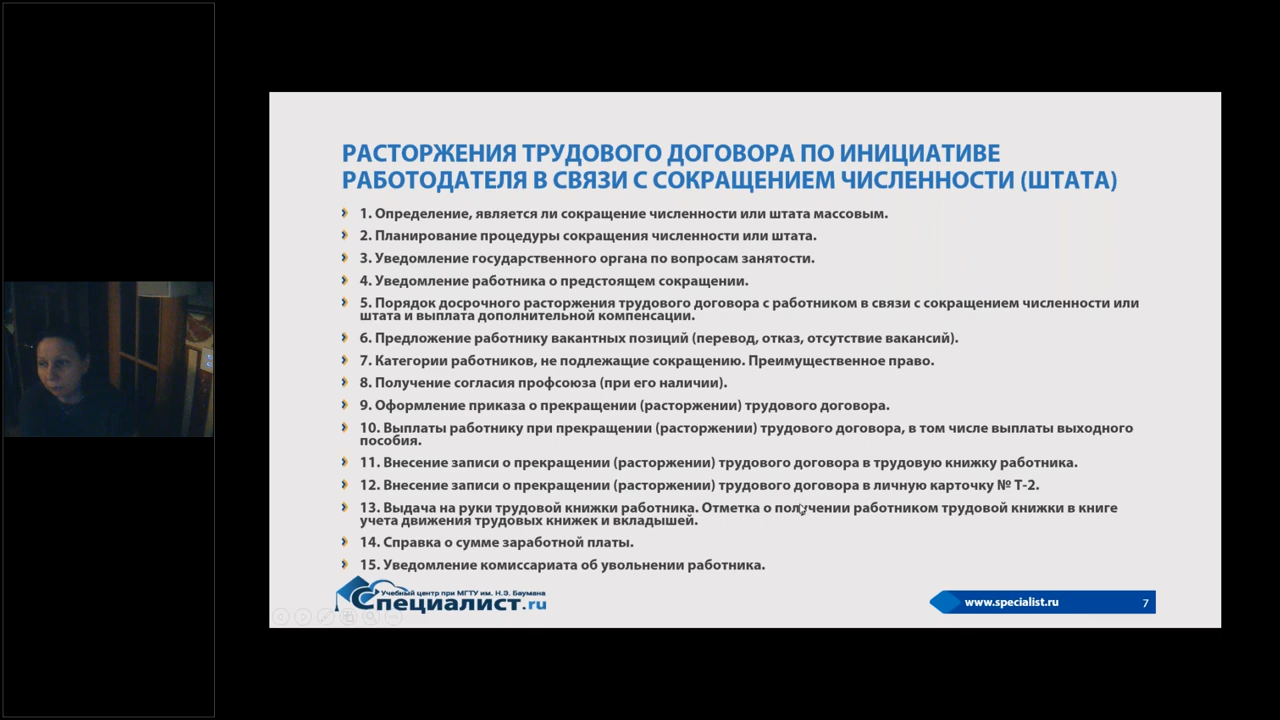 РАСТОРЖЕНИЯ ТРУДОВОГО ДОГОВОРА ПО ИНИЦИАТИВЕ
РАБОТОДАТЕЛЯ В СВЯЗИ С СОКРАЩЕНИЕМ ЧИСЛЕННОСТИ (ШТАТА)
1. Определение, является ли сокращение численности или штата массовым.
2. Планирование процедуры сокращения численности или штата.
3. Уведомление государственного органа по вопросам занятости.
4. Уведомление работника о предстоящем сокращении.
5. Порядок досрочного расторжения трудового договора с работником в связи с сокращением численности или
штата и выплата дополнительной компенсации.
6. Предложение работнику вакантных позиций (перевод, отказ, отсутствие вакансий).
7. Категории работников, не подлежащие сокращению. Преимущественное право.
8. Получение согласия профсоюза (при его наличии).
9. Оформление приказа о прекращении (расторжении) трудового договора.
10. Выплаты работнику при прекращении (расторжении) трудового договора, в том числе выплаты выходного
пособия.
11. Внесение записи о прекращении (расторжении) трудового договора в трудовую книжку работника.
12. Внесение записи о прекращении (расторжении) трудового договора в личную карточку № Т-2.
13. Выдача на руки трудовой книжки работника. Отметка о получении работником трудовой книжки в книге
учета движения трудовых книжек и вкладышей.
14. Справка о сумме заработной платы.
15. Уведомление комиссариата об увольнении работника.
Учебный центр при МГТУ им. Н.Э. Баумана
Специалист.ru
www.specialist.ru
7